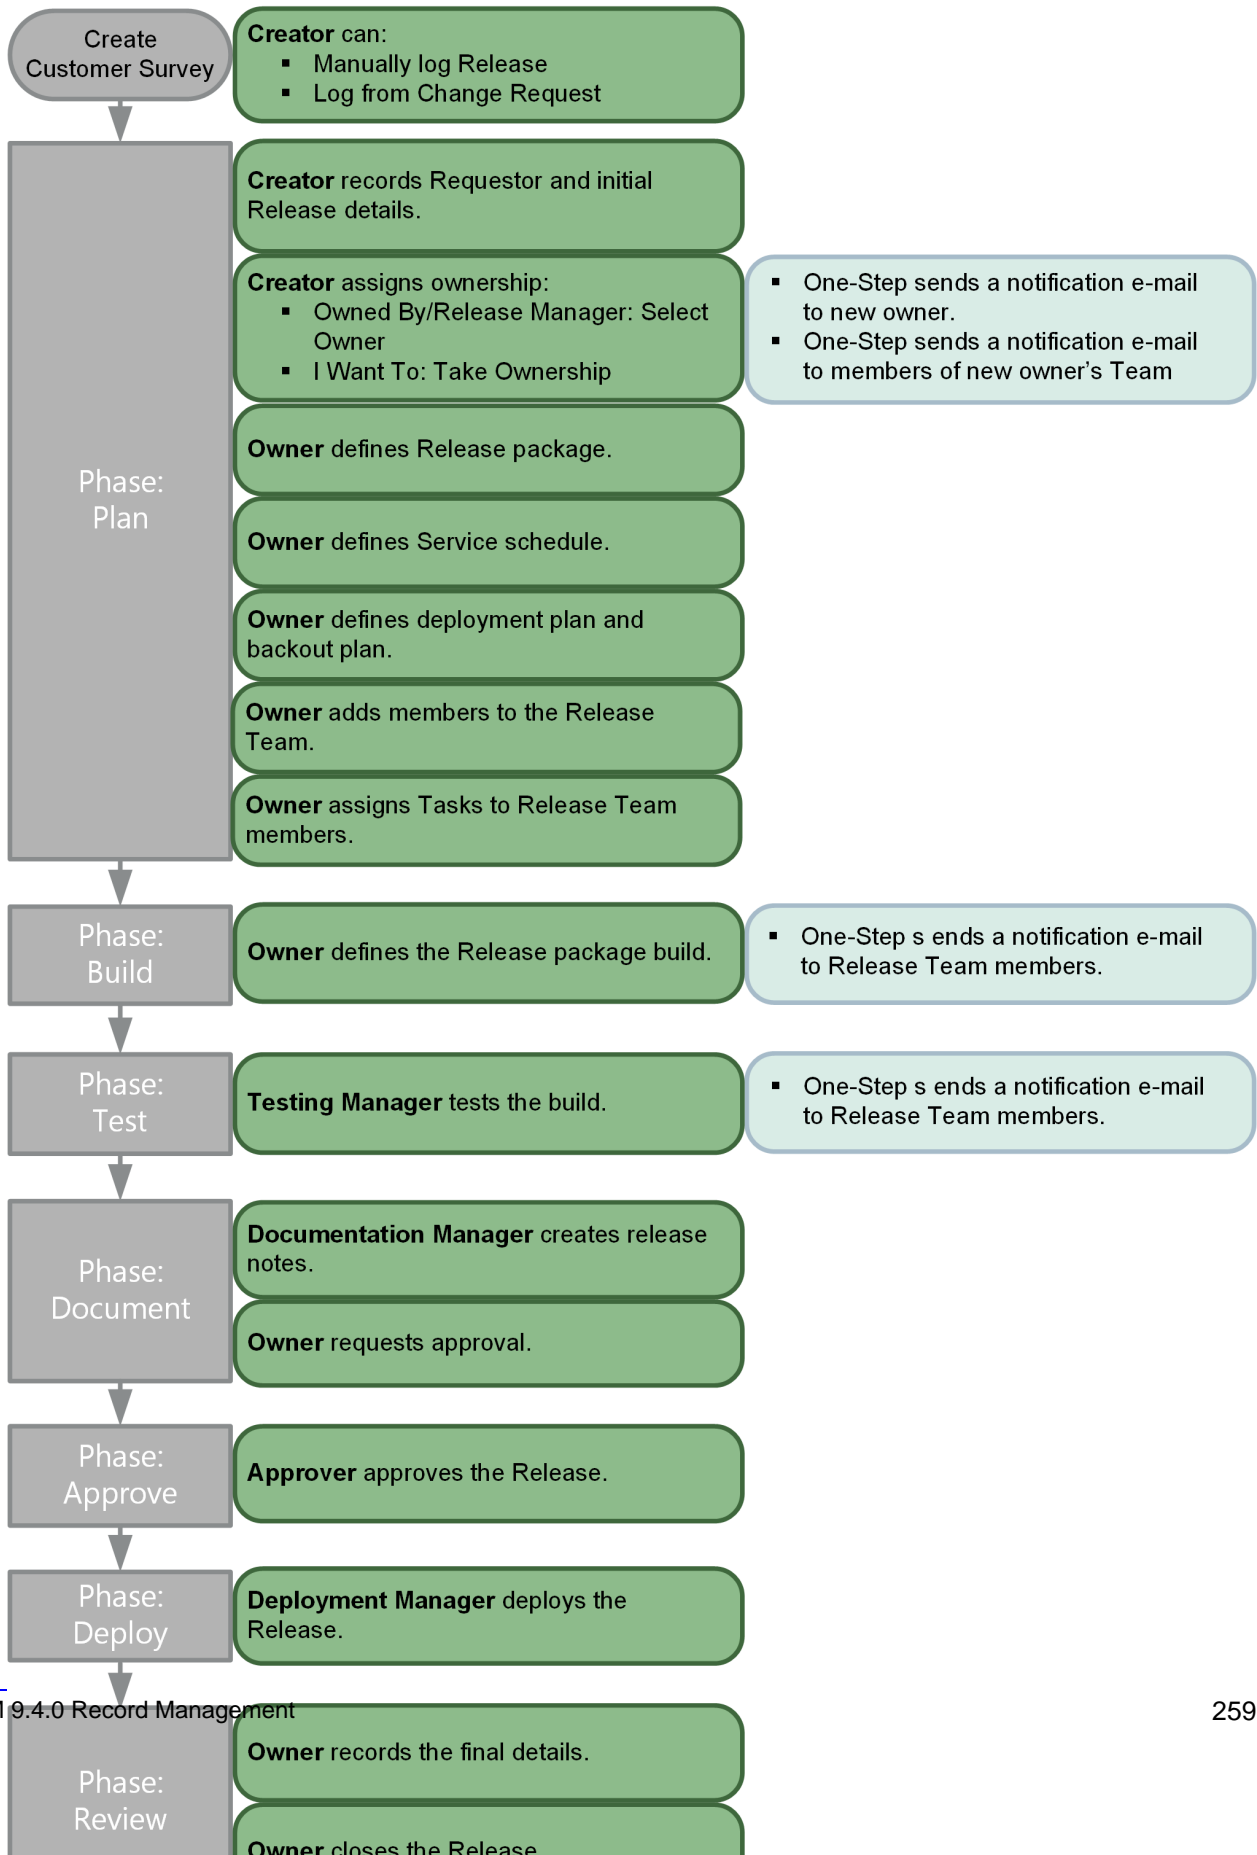 Create
Customer Survey
Creator can:
▪ Manually log Release
▪ Log from Change Request
Phase:
Plan
Creator records Requestor and initial
Release details.
Creator assigns ownership:
▪ Owned By/Release Manager: Select
Owner
▪ I Want To: Take Ownership
▪ One-Step sends a notification e-mail
to new owner.
▪ One-Step sends a notification e-mail
to members of new owner's Team
Owner defines Release package.
Owner defines Service schedule.
Owner defines deployment plan and
backout plan.
Owner adds members to the Release
Team.
Owner assigns Tasks to Release Team
members.
Phase:
Build
Owner defines the Release package build.
▪ One-Step s ends a notification e-mail
to Release Team members.
Phase:
Test
Testing Manager tests the build.
▪ One-Step s ends a notification e-mail
to Release Team members.
Phase:
Document
Documentation Manager creates release
notes.
Owner requests approval.
Phase:
Approve
Approver approves the Release.
Phase:
Deploy
Deployment Manager deploys the
Release.
9.4.0 Record Management
259
Phase:
Review
Owner records the final details.
Owner closes the Release